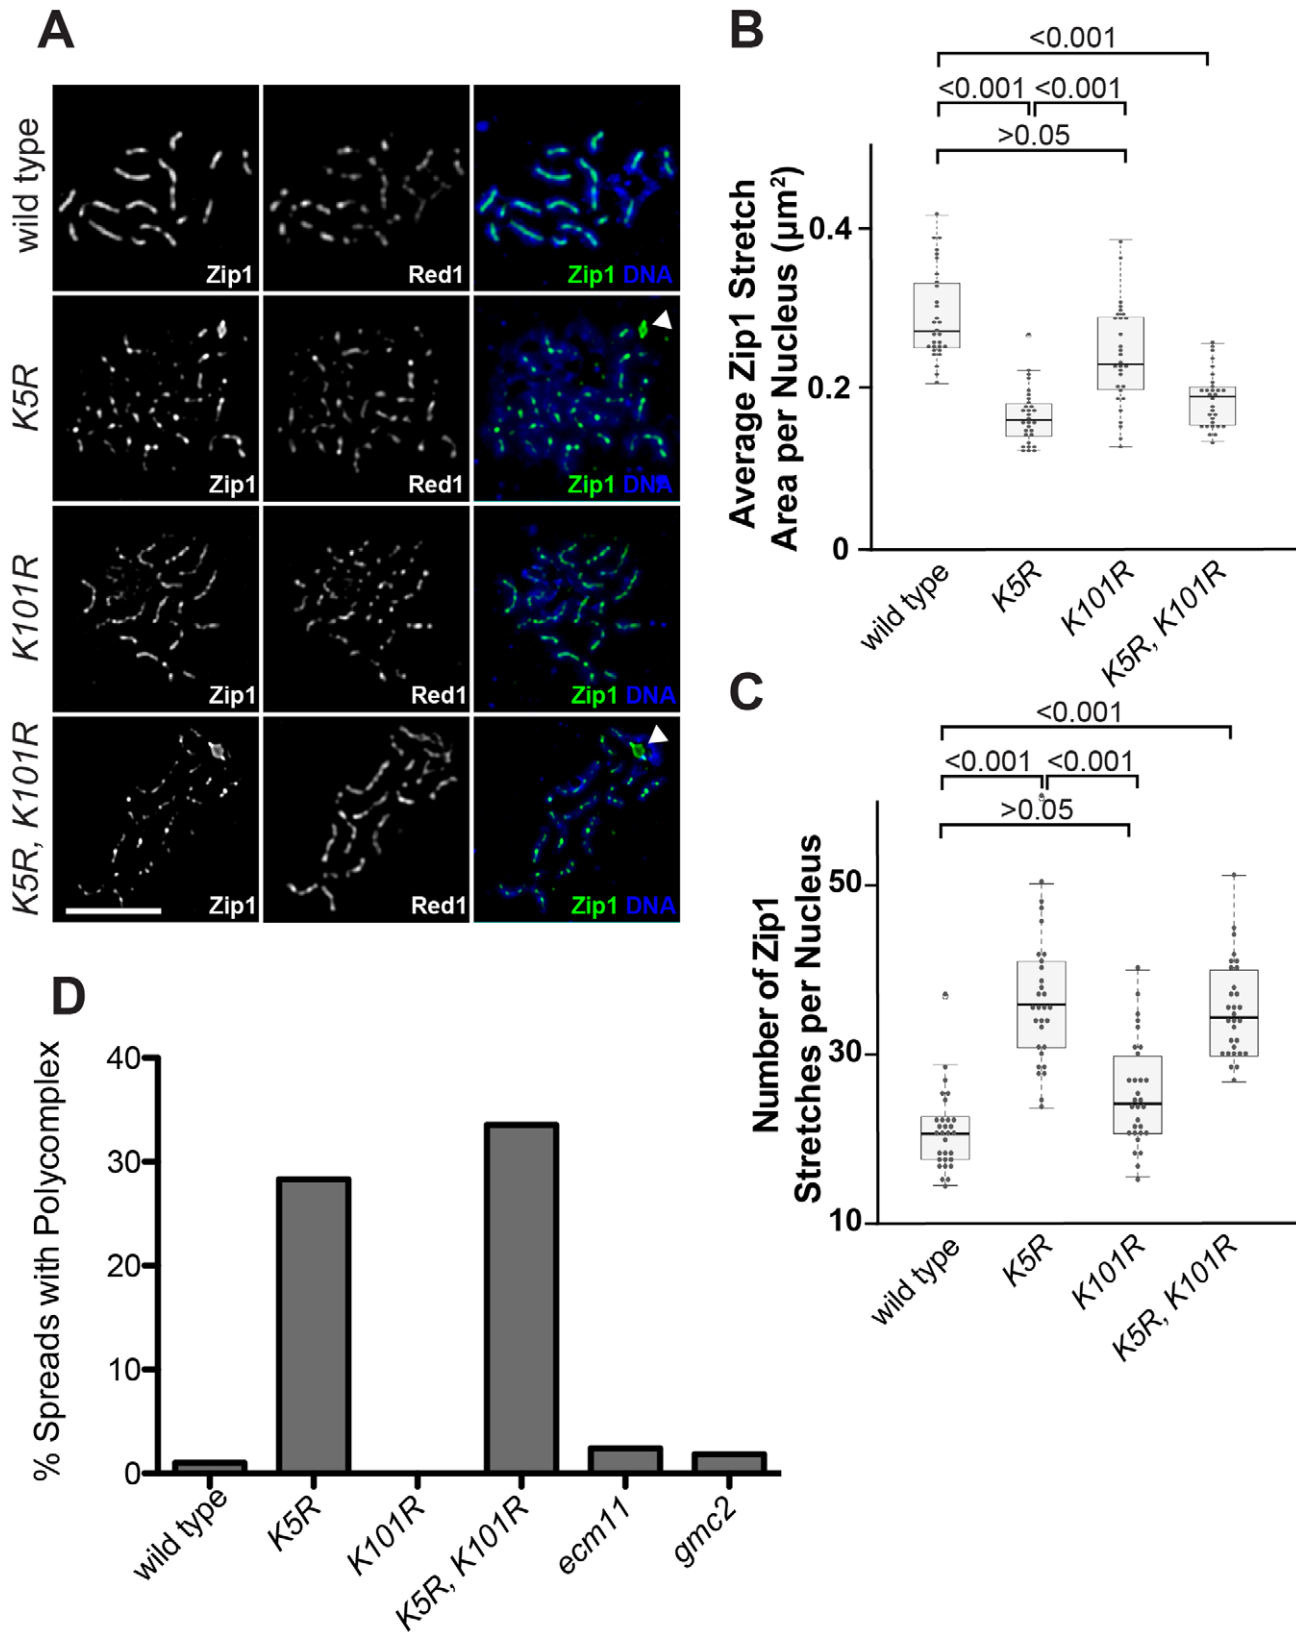 A
wild type
Zip1
Red1
Zip1 DNA
K5R
Zip1
Red1
Zip1 DNA
K101R
Zip1
Red1
Zip1 DNA
K5R, K101R
Zip1
Red1
Zip1 DNA
B
<0.001
<0.001 <0.001
>0.05
Average Zip1 Stretch
Area per Nucleus (µm²)
0.4
0.2
0
wild type
K5R
K101R
K5R, K101R
C
<0.001
<0.001 <0.001
>0.05
Number of Zip1
Stretches per Nucleus
50
30
10
wild type
K5R
K101R
K5R, K101R
D
% Spreads with Polycomplex
40
30
20
10
0
wild type
K5R
K101R
K5R, K101R
ecm11
gmc2